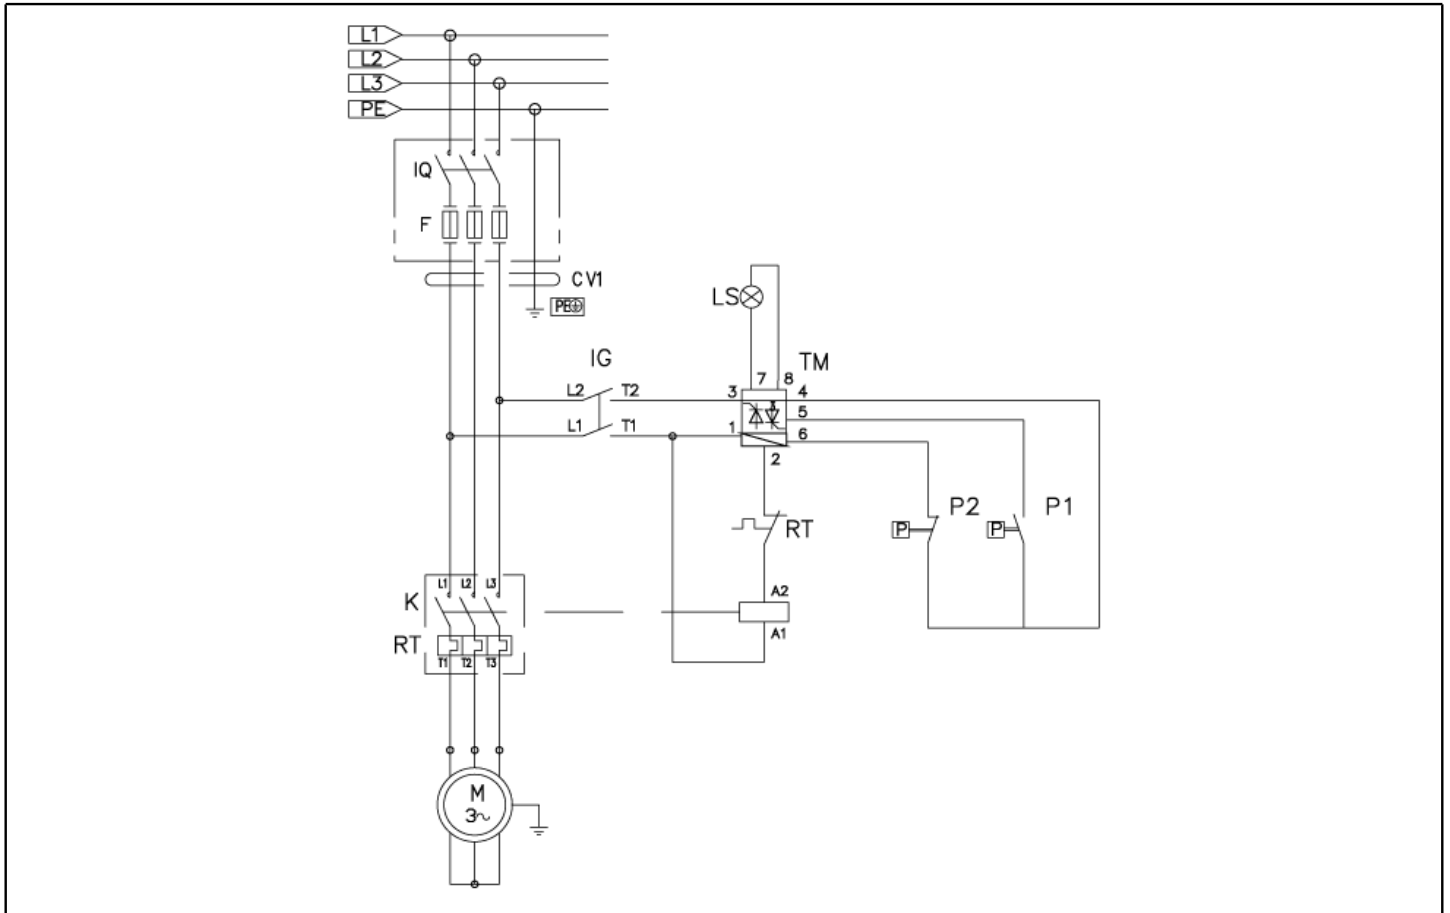 L1
L2
L3
PE
IQ
F
CV1
PE
LS
IG
TM
7 8
L2 T2 3 4
5
L1 T1 1 6
2
P2 P1
P P
RT
L1 L2 L3
K
A2
A1
RT
T1 T2 T3
M
3~